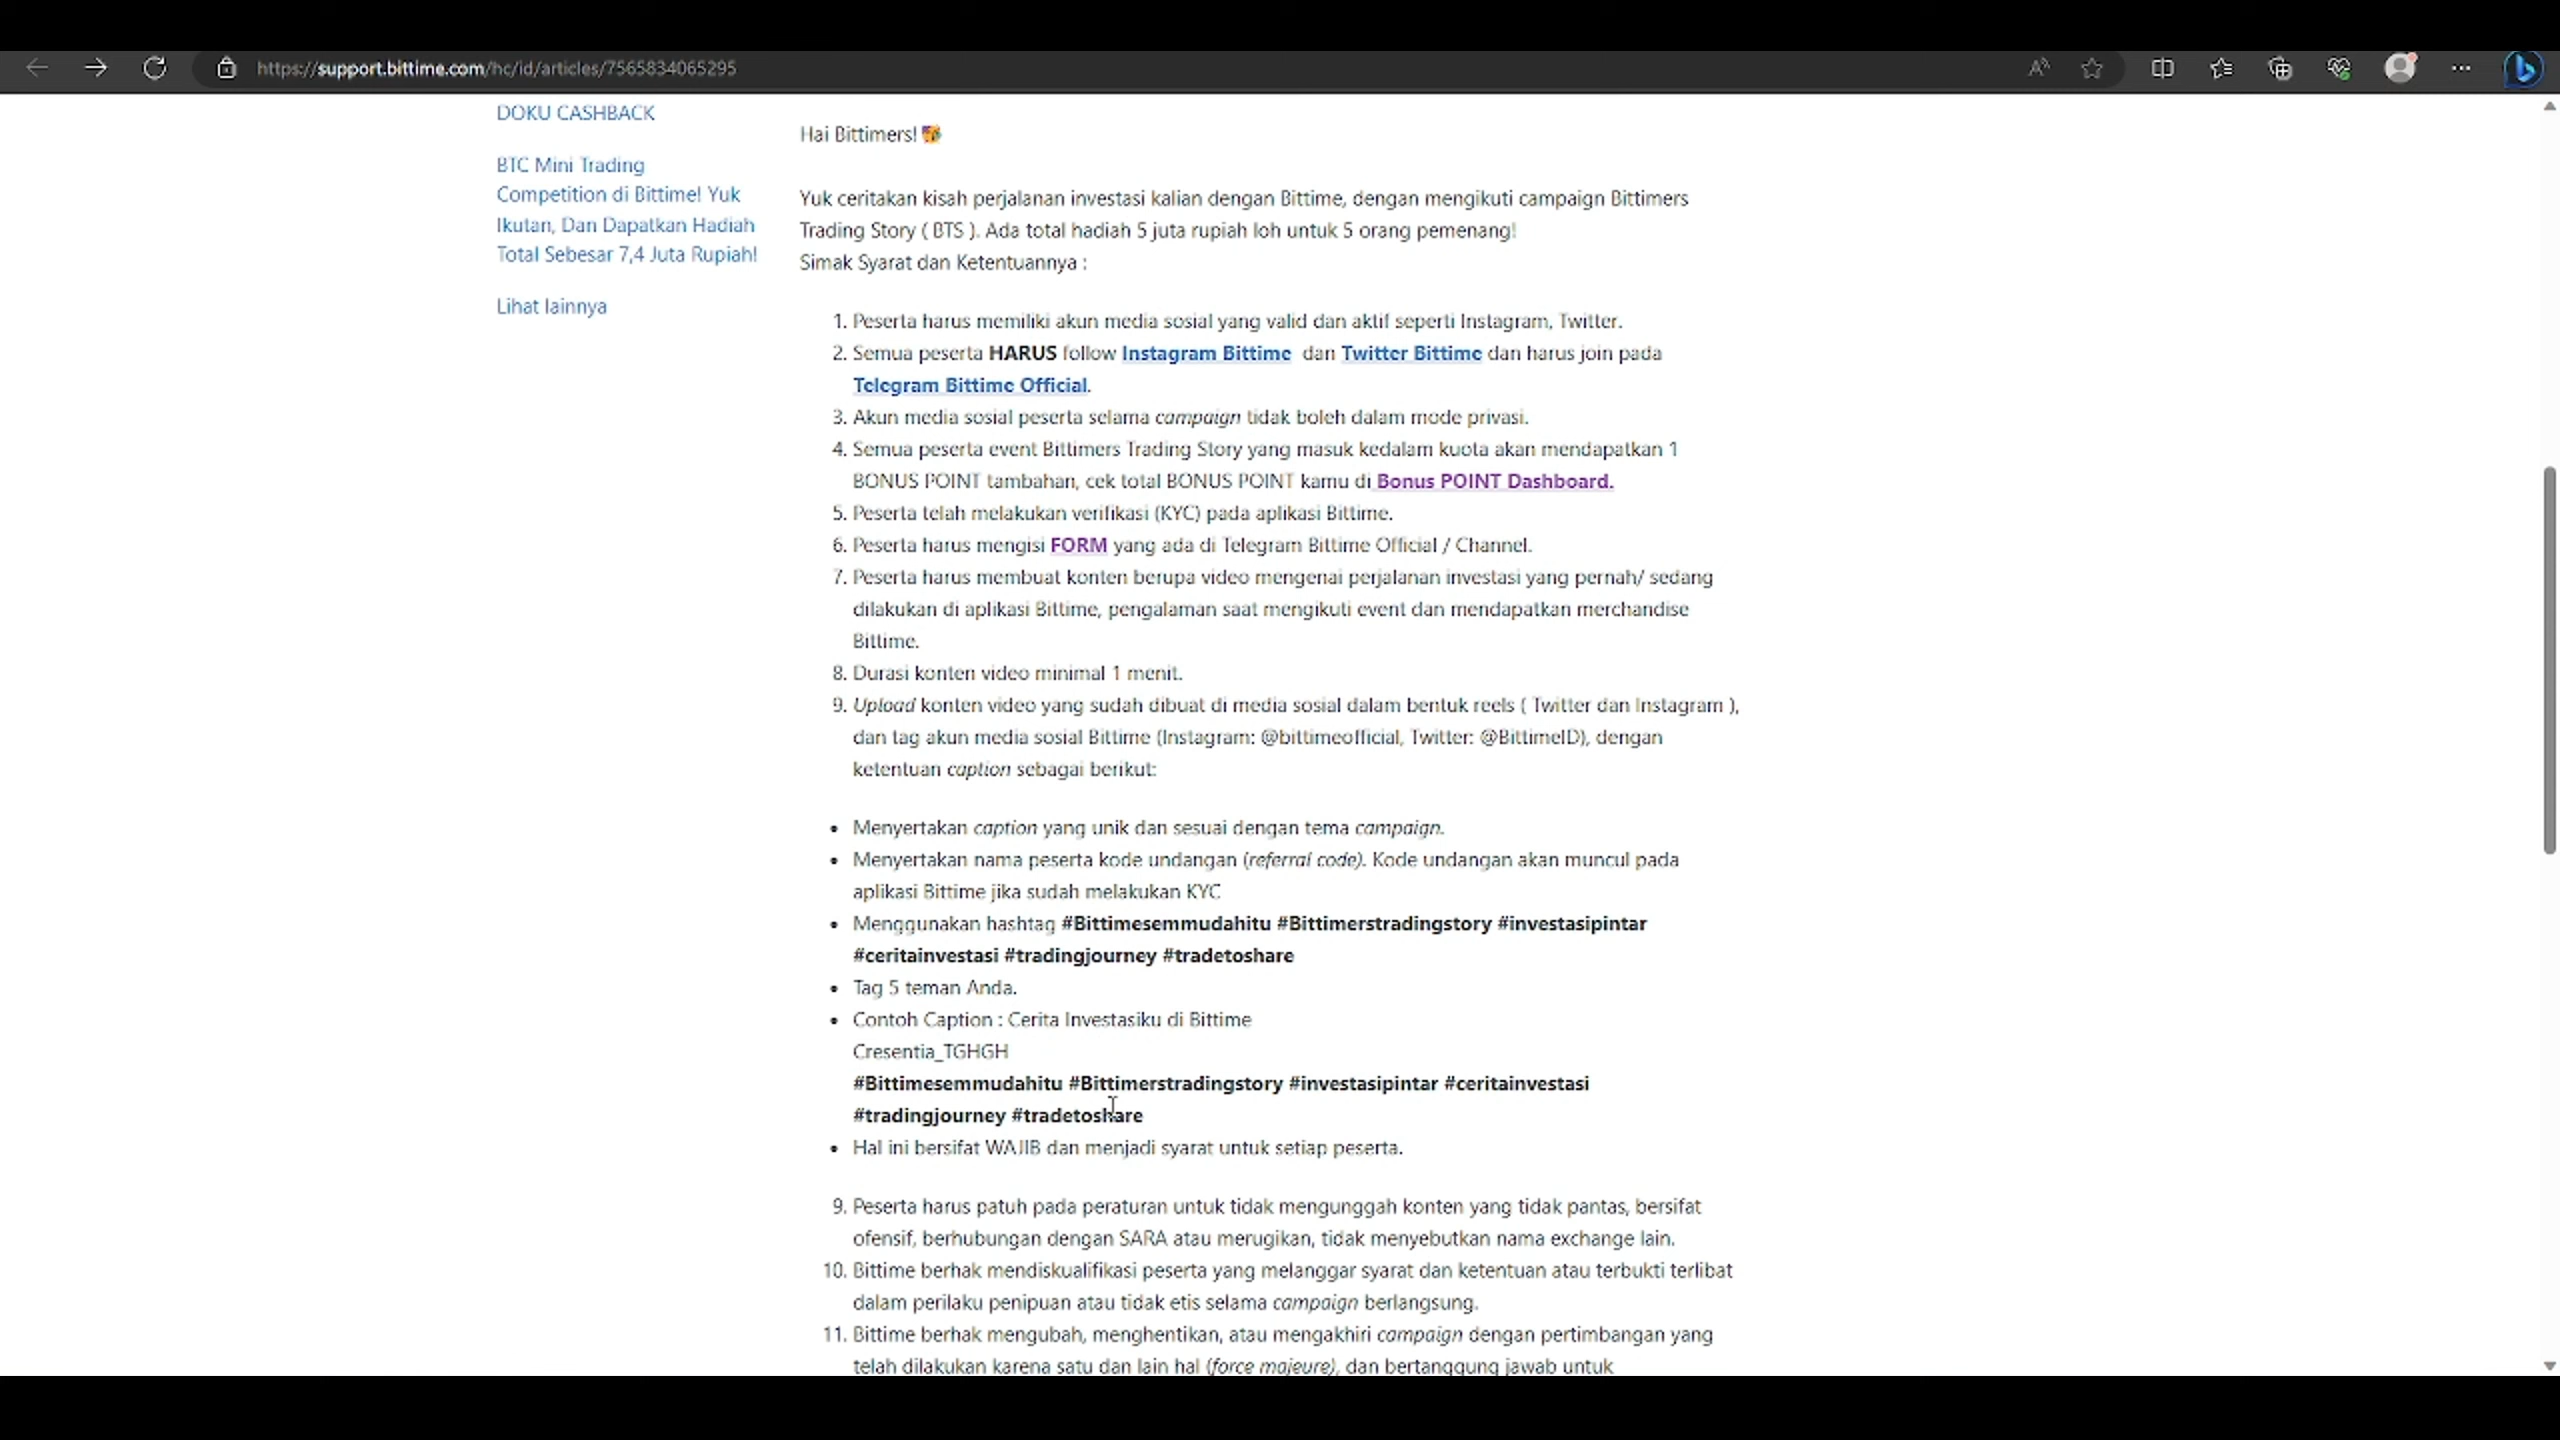 https://support.bittime.com/hc/id/articles/7565834065295
DOKU CASHBACK
BTC Mini Trading
Competition di Bittime! Yuk
Ikutan, Dan Dapatkan Hadiah
Total Sebesar 7,4 Juta Rupiah!
Lihat lainnya
Hai Bittimers!
Yuk ceritakan kisah perjalanan investasi kalian dengan Bittime, dengan mengikuti campaign Bittimers
Trading Story ( BTS ). Ada total hadiah 5 juta rupiah loh untuk 5 orang pemenang!
Simak Syarat dan Ketentuannya :
1. Peserta harus memiliki akun media sosial yang valid dan aktif seperti Instagram, Twitter.
2. Semua peserta HARUS follow Instagram Bittime dan Twitter Bittime dan harus join pada
Telegram Bittime Official.
3. Akun media sosial peserta selama campaign tidak boleh dalam mode privasi.
4. Semua peserta event Bittimers Trading Story yang masuk kedalam kuota akan mendapatkan 1
BONUS POINT tambahan, cek total BONUS POINT kamu di Bonus POINT Dashboard.
5. Peserta telah melakukan verifikasi (KYC) pada aplikasi Bittime.
6. Peserta harus mengisi FORM yang ada di Telegram Bittime Official / Channel.
7. Peserta harus membuat konten berupa video mengenai perjalanan investasi yang pernah/ sedang
dilakukan di aplikasi Bittime, pengalaman saat mengikuti event dan mendapatkan merchandise
Bittime.
8. Durasi konten video minimal 1 menit.
9. Upload konten video yang sudah dibuat di media sosial dalam bentuk reels ( Twitter dan Instagram ),
dan tag akun media sosial Bittime (Instagram: @bittimeofficial, Twitter: @BittimeID), dengan
ketentuan caption sebagai berikut:
• Menyertakan caption yang unik dan sesuai dengan tema campaign.
• Menyertakan nama peserta kode undangan (referral code). Kode undangan akan muncul pada
aplikasi Bittime jika sudah melakukan KYC
• Menggunakan hashtag #Bittimesemmudahitu #Bittimerstradingstory #investasipintar
#ceritainvestasi #tradingjourney #tradetoshare
• Tag 5 teman Anda.
• Contoh Caption : Cerita Investasiku di Bittime
Cresentia_TGHGH
#Bittimesemmudahitu #Bittimerstradingstory #investasipintar #ceritainvestasi
#tradingjourney #tradetoshare
• Hal ini bersifat WAJIB dan menjadi syarat untuk setiap peserta.
9. Peserta harus patuh pada peraturan untuk tidak mengunggah konten yang tidak pantas, bersifat
ofensif, berhubungan dengan SARA atau merugikan, tidak menyebutkan nama exchange lain.
10. Bittime berhak mendiskualifikasi peserta yang melanggar syarat dan ketentuan atau terbukti terlibat
dalam perilaku penipuan atau tidak etis selama campaign berlangsung.
11. Bittime berhak mengubah, menghentikan, atau mengakhiri campaign dengan pertimbangan yang
telah dilakukan karena satu dan lain hal (force majeure), dan bertanggung jawab untuk